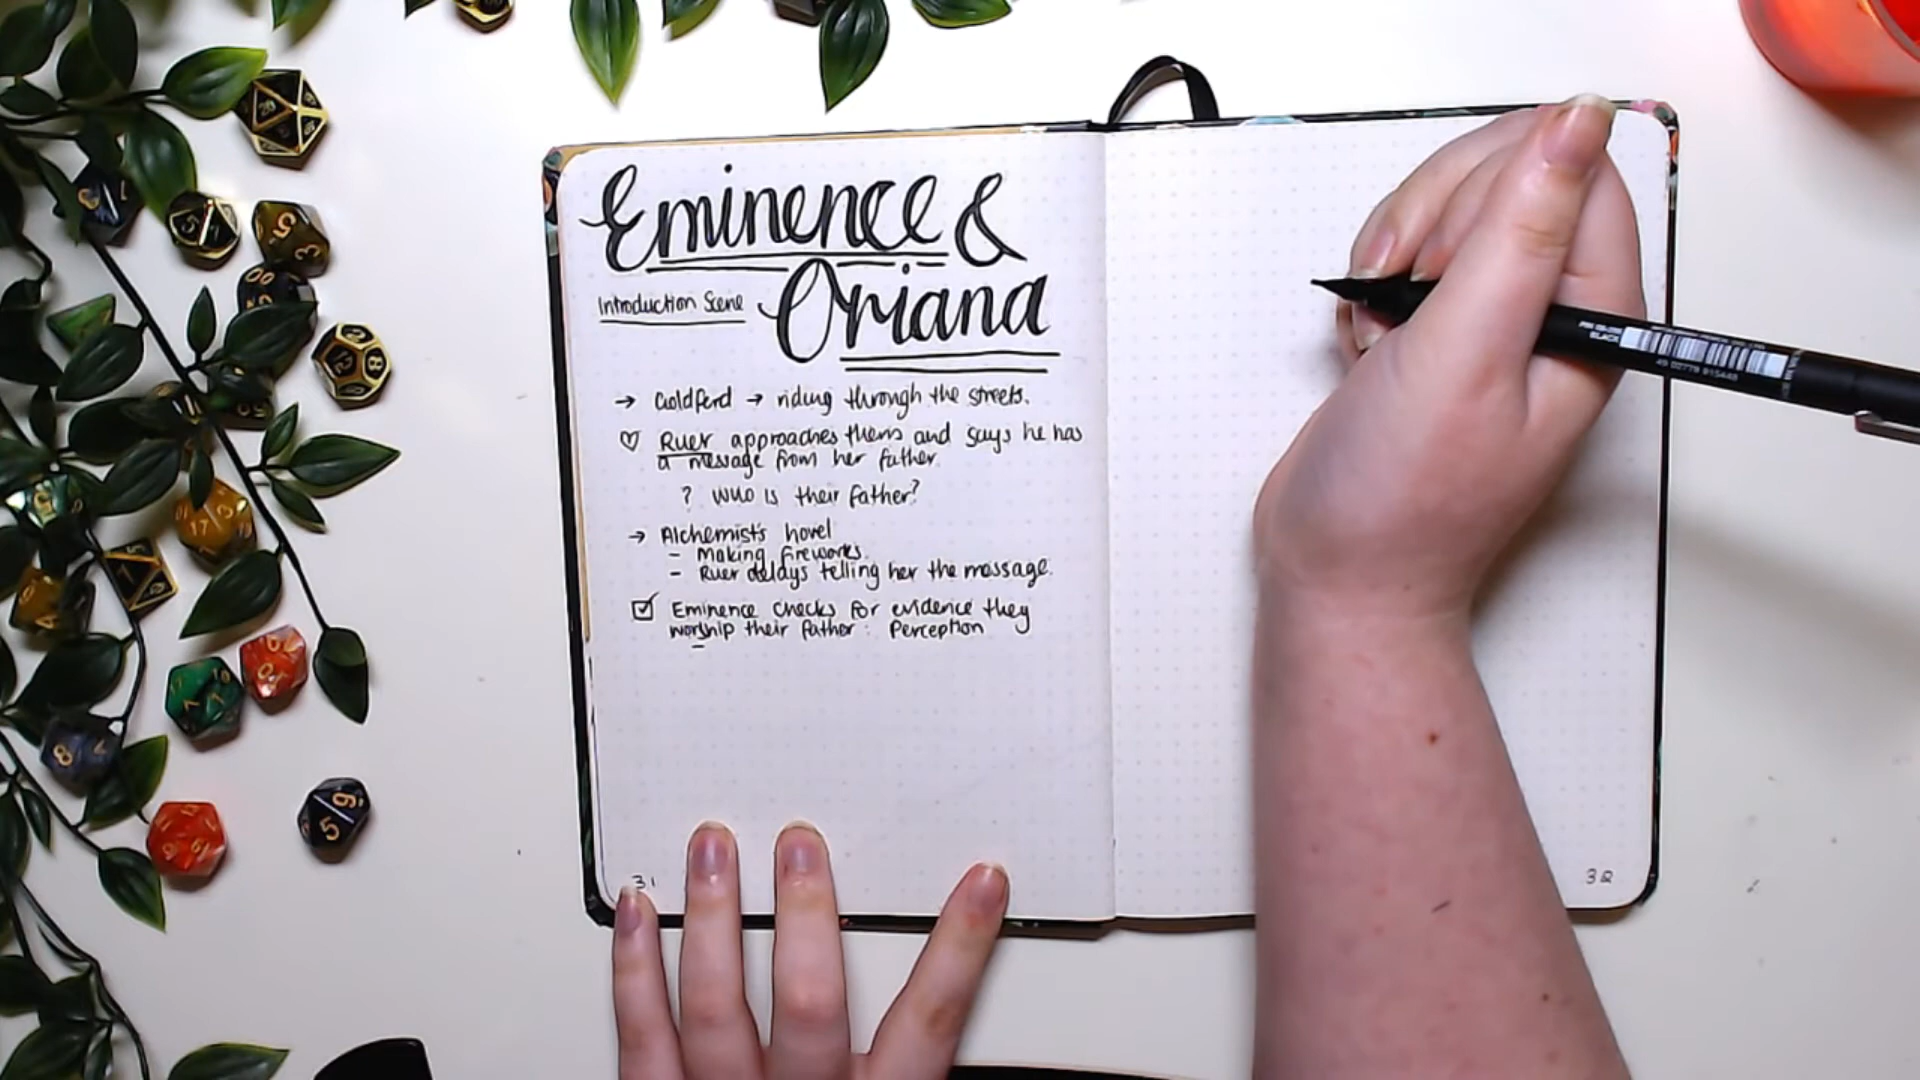 Eminence &
Oriana
Introduction Scene
→ Goldferd → riding through the streets.
♡ Ruer approaches them and says he has
a message from her father.
? Who is their father?
→ Alchemist's hovel
- Making fireworks.
- Ruer delays telling her the message.
☑ Eminence checks for evidence they
worship their father: Perception
31
32
BLACK